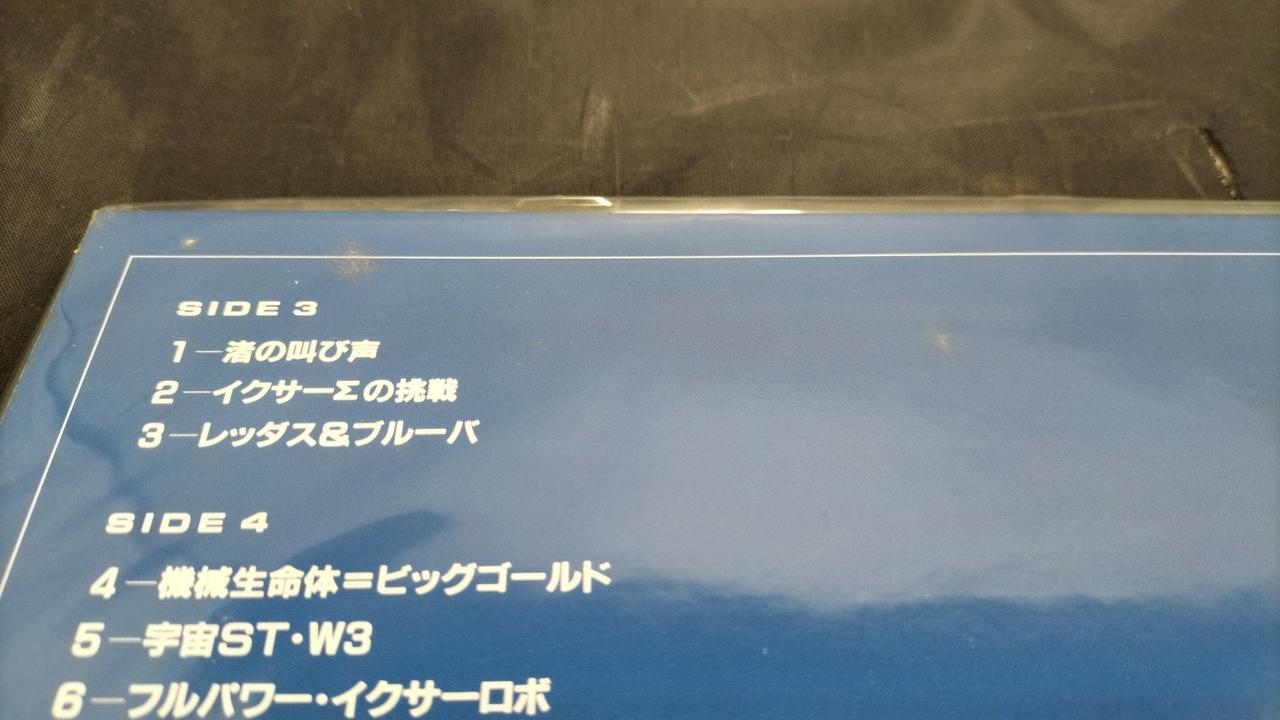 SIDE 3
1—渚の叫び声
2—イクサーΣの挑戦
3—レッダス&ブルーバ
SIDE 4
4—機械生命体=ビッグゴールド
5—宇宙ST・W3
6—フルパワー・イクサーロボ